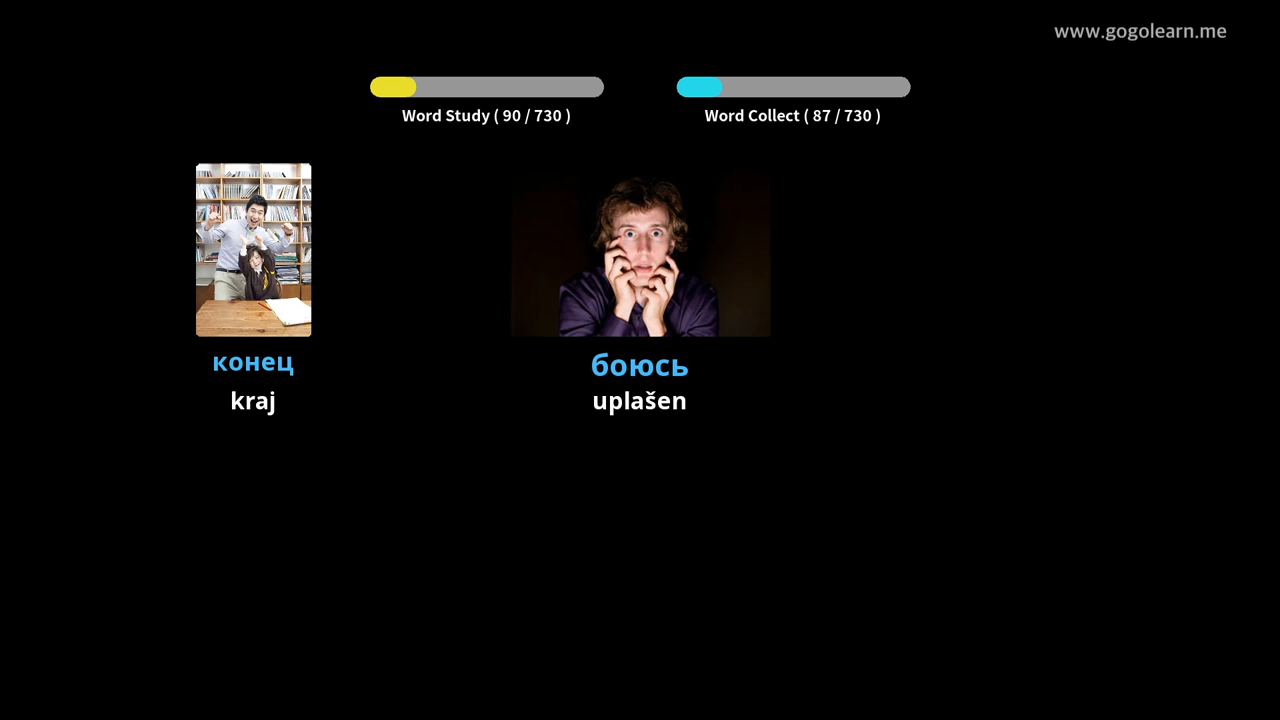 www.gogolearn.me
Word Study ( 90 / 730 )
Word Collect ( 87 / 730 )
конец
kraj
боюсь
uplašen